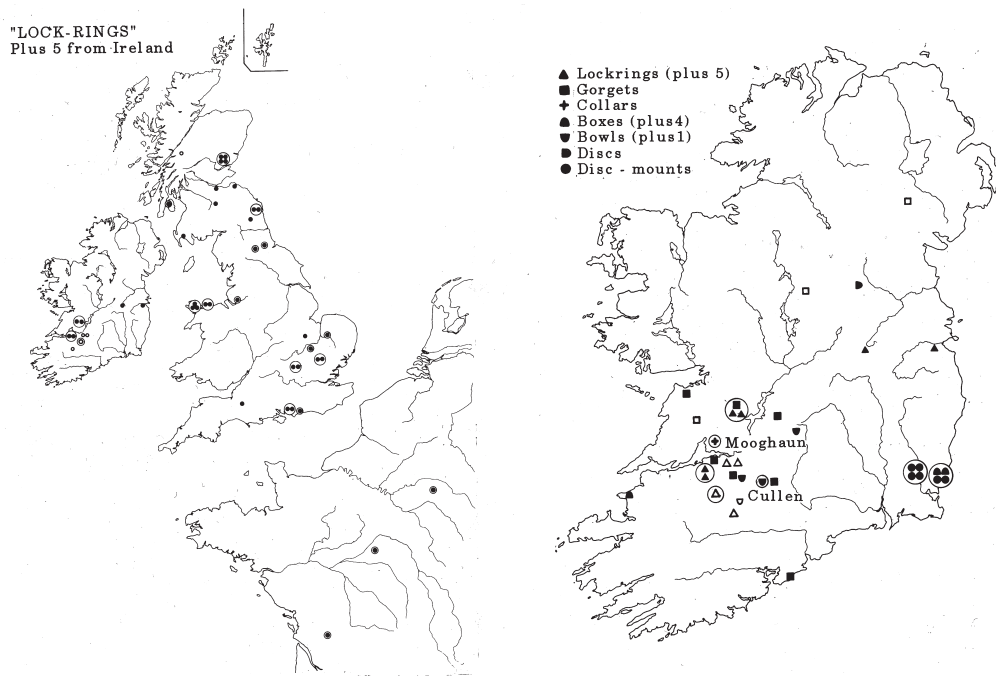 "LOCK-RINGS"
Plus 5 from Ireland
Lockrings (plus 5)
Gorgets
Collars
Boxes (plus4)
Bowls (plus1)
Discs
Disc - mounts
Mooghaun
Cullen